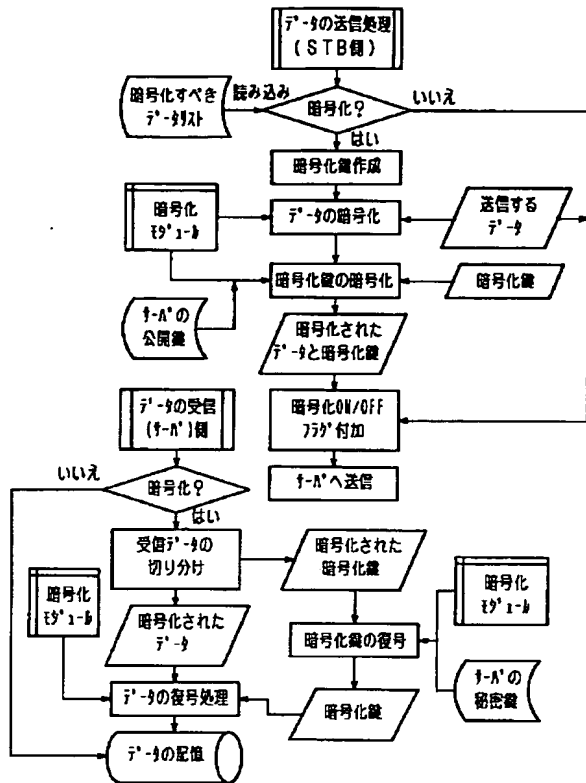 ﾃﾞｰﾀの送信処理
(STB側)
暗号化すべき
ﾃﾞｰﾀﾘｽﾄ
読み込み
暗号化?
いいえ
はい
暗号化鍵作成
暗号化
ﾓｼﾞｭｰﾙ
ﾃﾞｰﾀの暗号化
送信する
ﾃﾞｰﾀ
暗号化鍵の暗号化
暗号化鍵
ｻｰﾊﾞの
公開鍵
暗号化された
ﾃﾞｰﾀと暗号化鍵
暗号化ON/OFF
ﾌﾗｸﾞ付加
ｻｰﾊﾞへ送信
ﾃﾞｰﾀの受信
(ｻｰﾊﾞ)側
いいえ
暗号化?
はい
受信ﾃﾞｰﾀの
切り分け
暗号化された
暗号化鍵
暗号化
ﾓｼﾞｭｰﾙ
暗号化された
ﾃﾞｰﾀ
暗号化鍵の復号
暗号化
ﾓｼﾞｭｰﾙ
ｻｰﾊﾞの
秘密鍵
ﾃﾞｰﾀの復号処理
暗号化鍵
ﾃﾞｰﾀの記憶